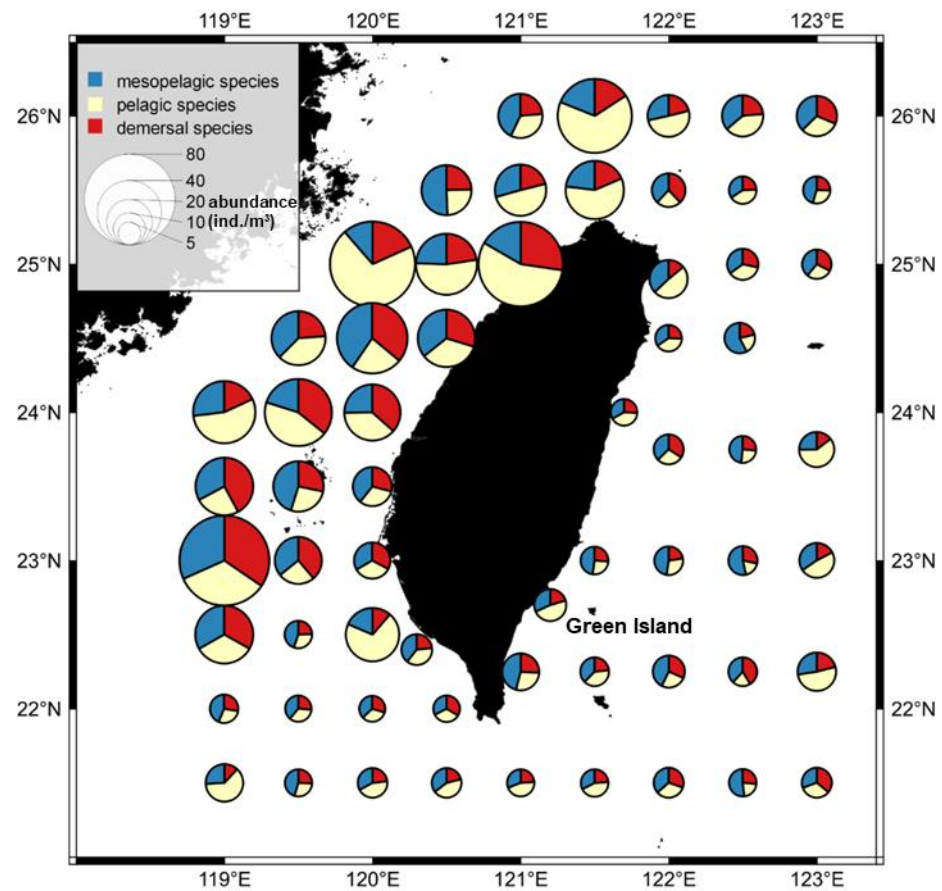 119°E 120°E 121°E 122°E 123°E
mesopelagic species
pelagic species
demersal species
80
40
20 abundance
10 (ind./m³)
5
26°N 26°N
25°N 25°N
24°N 24°N
23°N 23°N
Green Island
22°N 22°N
119°E 120°E 121°E 122°E 123°E